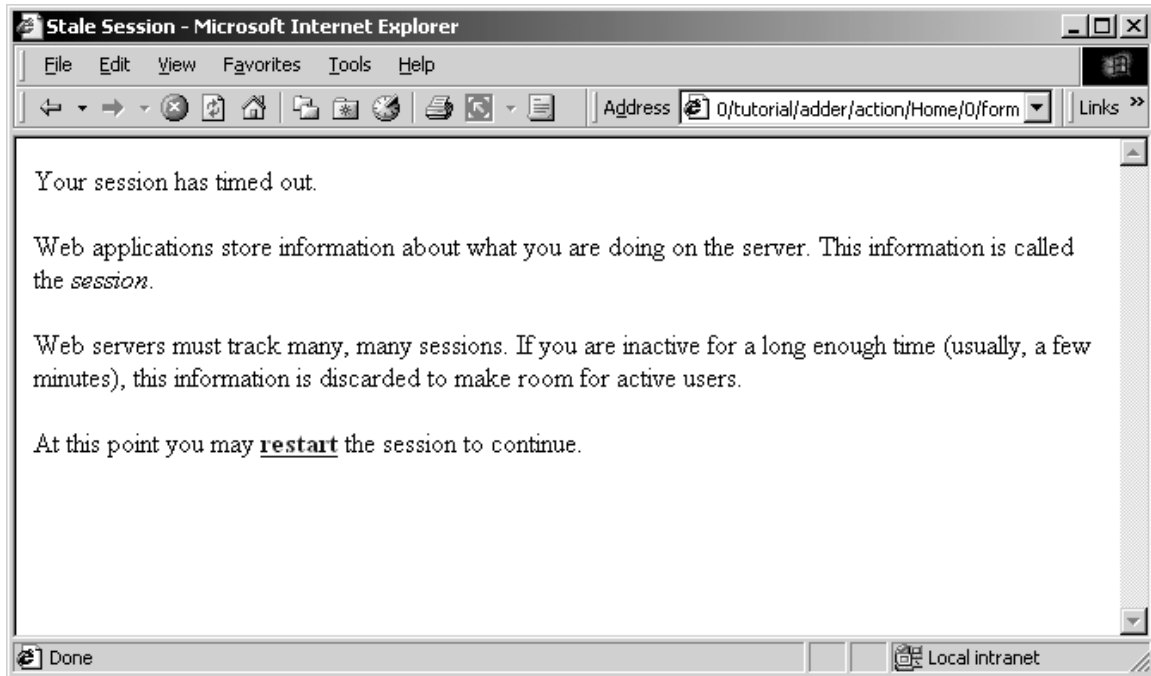 Stale Session - Microsoft Internet Explorer
File Edit View Favorites Tools Help
Address 0/tutorial/adder/action/Home/0/form Links »
Your session has timed out.
Web applications store information about what you are doing on the server. This information is called
the session.
Web servers must track many, many sessions. If you are inactive for a long enough time (usually, a few
minutes), this information is discarded to make room for active users.
At this point you may restart the session to continue.
Done Local intranet